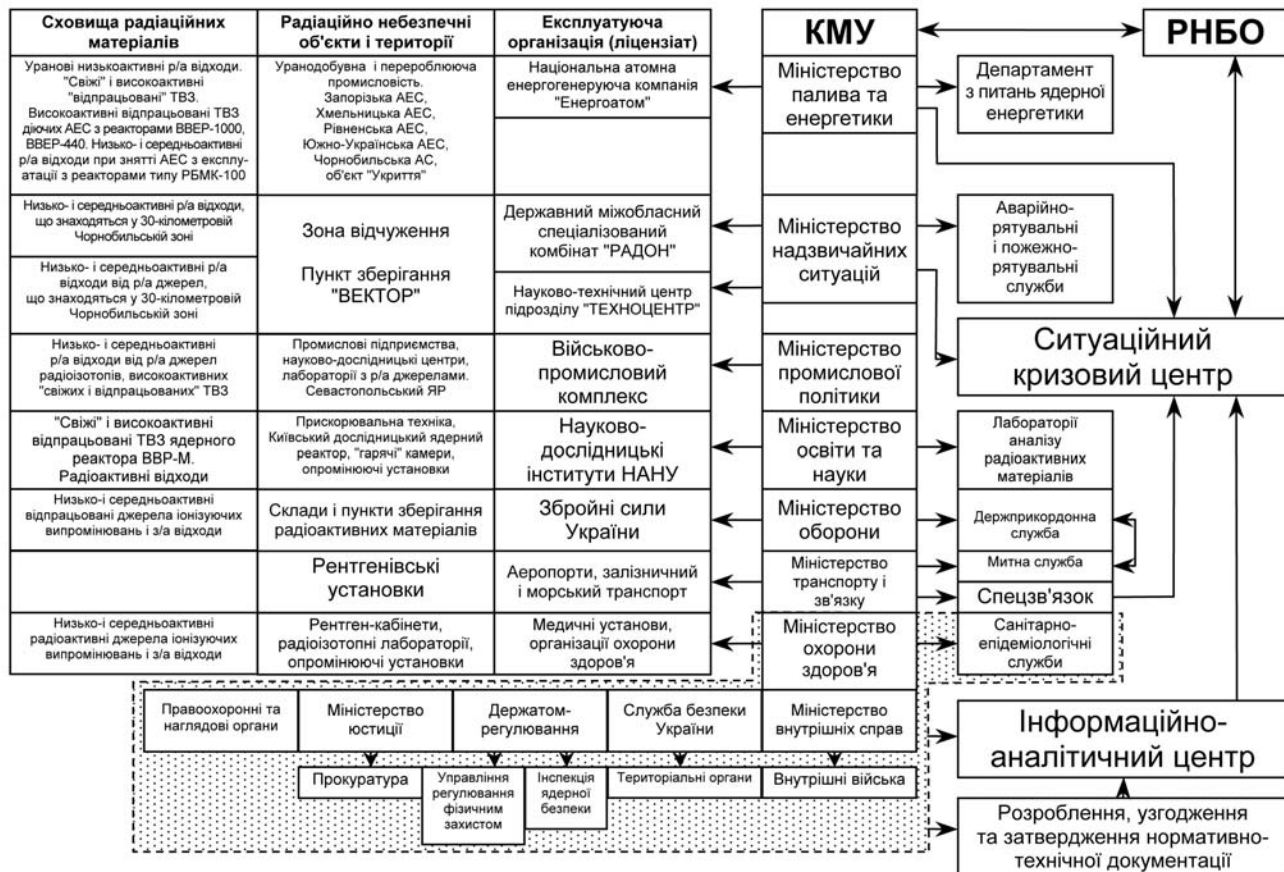 Сховища радіаційних
матеріалів
Радіаційно небезпечні
об'єкти і території
Експлуатуюча
організація (ліцензіат)
КМУ
РНБО
Уранові низькоактивні р/а відходи.
"Свіжі" і високоактивні
"відпрацьовані" ТВЗ.
Високоактивні відпрацьовані ТВЗ
діючих АЕС з реакторами ВВЕР-1000,
ВВЕР-440. Низько- і середньоактивні
р/а відходи при знятті АЕС з експлу-
атації з реакторами типу РБМК-100
Уранодобувна і перероблююча
промисловість.
Запорізька АЕС,
Хмельницька АЕС,
Рівненська АЕС,
Южно-Українська АЕС,
Чорнобильська АС,
об'єкт "Укриття"
Національна атомна
енергогенеруюча компанія
"Енергоатом"
Міністерство
палива та
енергетики
Департамент
з питань ядерної
енергетики
Низько- і середньоактивні р/а відходи,
що знаходяться у 30-кілометровій
Чорнобильській зоні
Зона відчуження
Пункт зберігання
"ВЕКТОР"
Державний міжобласний
спеціалізований
комбінат "РАДОН"
Міністерство
надзвичайних
ситуацій
Аварійно-
рятувальні
і пожежно-
рятувальні
служби
Низько- і середньоактивні р/а
відходи від р/а джерел,
що знаходяться у 30-кілометровій
Чорнобильській зоні
Науково-технічний центр
підрозділу "ТЕХНОЦЕНТР"
Ситуаційний
кризовий центр
Низько- і середньоактивні
р/а відходи від р/а джерел
радіоізотопів, високоактивних
"свіжих і відпрацьованих" ТВЗ
Промислові підприємства,
науково-дослідницькі центри,
лабораторії з р/а джерелами.
Севастопольський ЯР
Військово-
промисловий
комплекс
Міністерство
промислової
політики
"Свіжі" і високоактивні
відпрацьовані ТВЗ ядерного
реактора ВВР-М.
Радіоактивні відходи
Прискорювальна техніка,
Київський дослідницький ядерний
реактор, "гарячі" камери,
опромінюючі установки
Науково-
дослідницькі
інститути НАНУ
Міністерство
освіти та
науки
Лабораторії
аналізу
радіоактивних
матеріалів
Низько-і середньоактивні
відпрацьовані джерела іонізуючих
випромінювань і з/а відходи
Склади і пункти зберігання
радіоактивних матеріалів
Збройні сили
України
Міністерство
оборони
Держприкордонна
служба
Рентгенівські
установки
Аеропорти, залізничний
і морський транспорт
Міністерство
транспорту і
зв'язку
Митна служба
Спецзв'язок
Низько-і середньоактивні
радіоактивні джерела іонізуючих
випромінювань і з/а відходи
Рентген-кабінети,
радіоізотопні лабораторії,
опромінюючі установки
Медичні установи,
організації охорони
здоров'я
Міністерство
охорони
здоров'я
Санітарно-
епідеміологічні
служби
Правоохоронні та
наглядові органи
Міністерство
юстиції
Держатом-
регулювання
Служба безпеки
України
Міністерство
внутрішніх справ
Інформаційно-
аналітичний центр
Прокуратура
Управління
регулювання
фізичним
захистом
Інспекція
ядерної
безпеки
Територіальні органи
Внутрішні війська
Розроблення, узгодження
та затвердження нормативно-
технічної документації